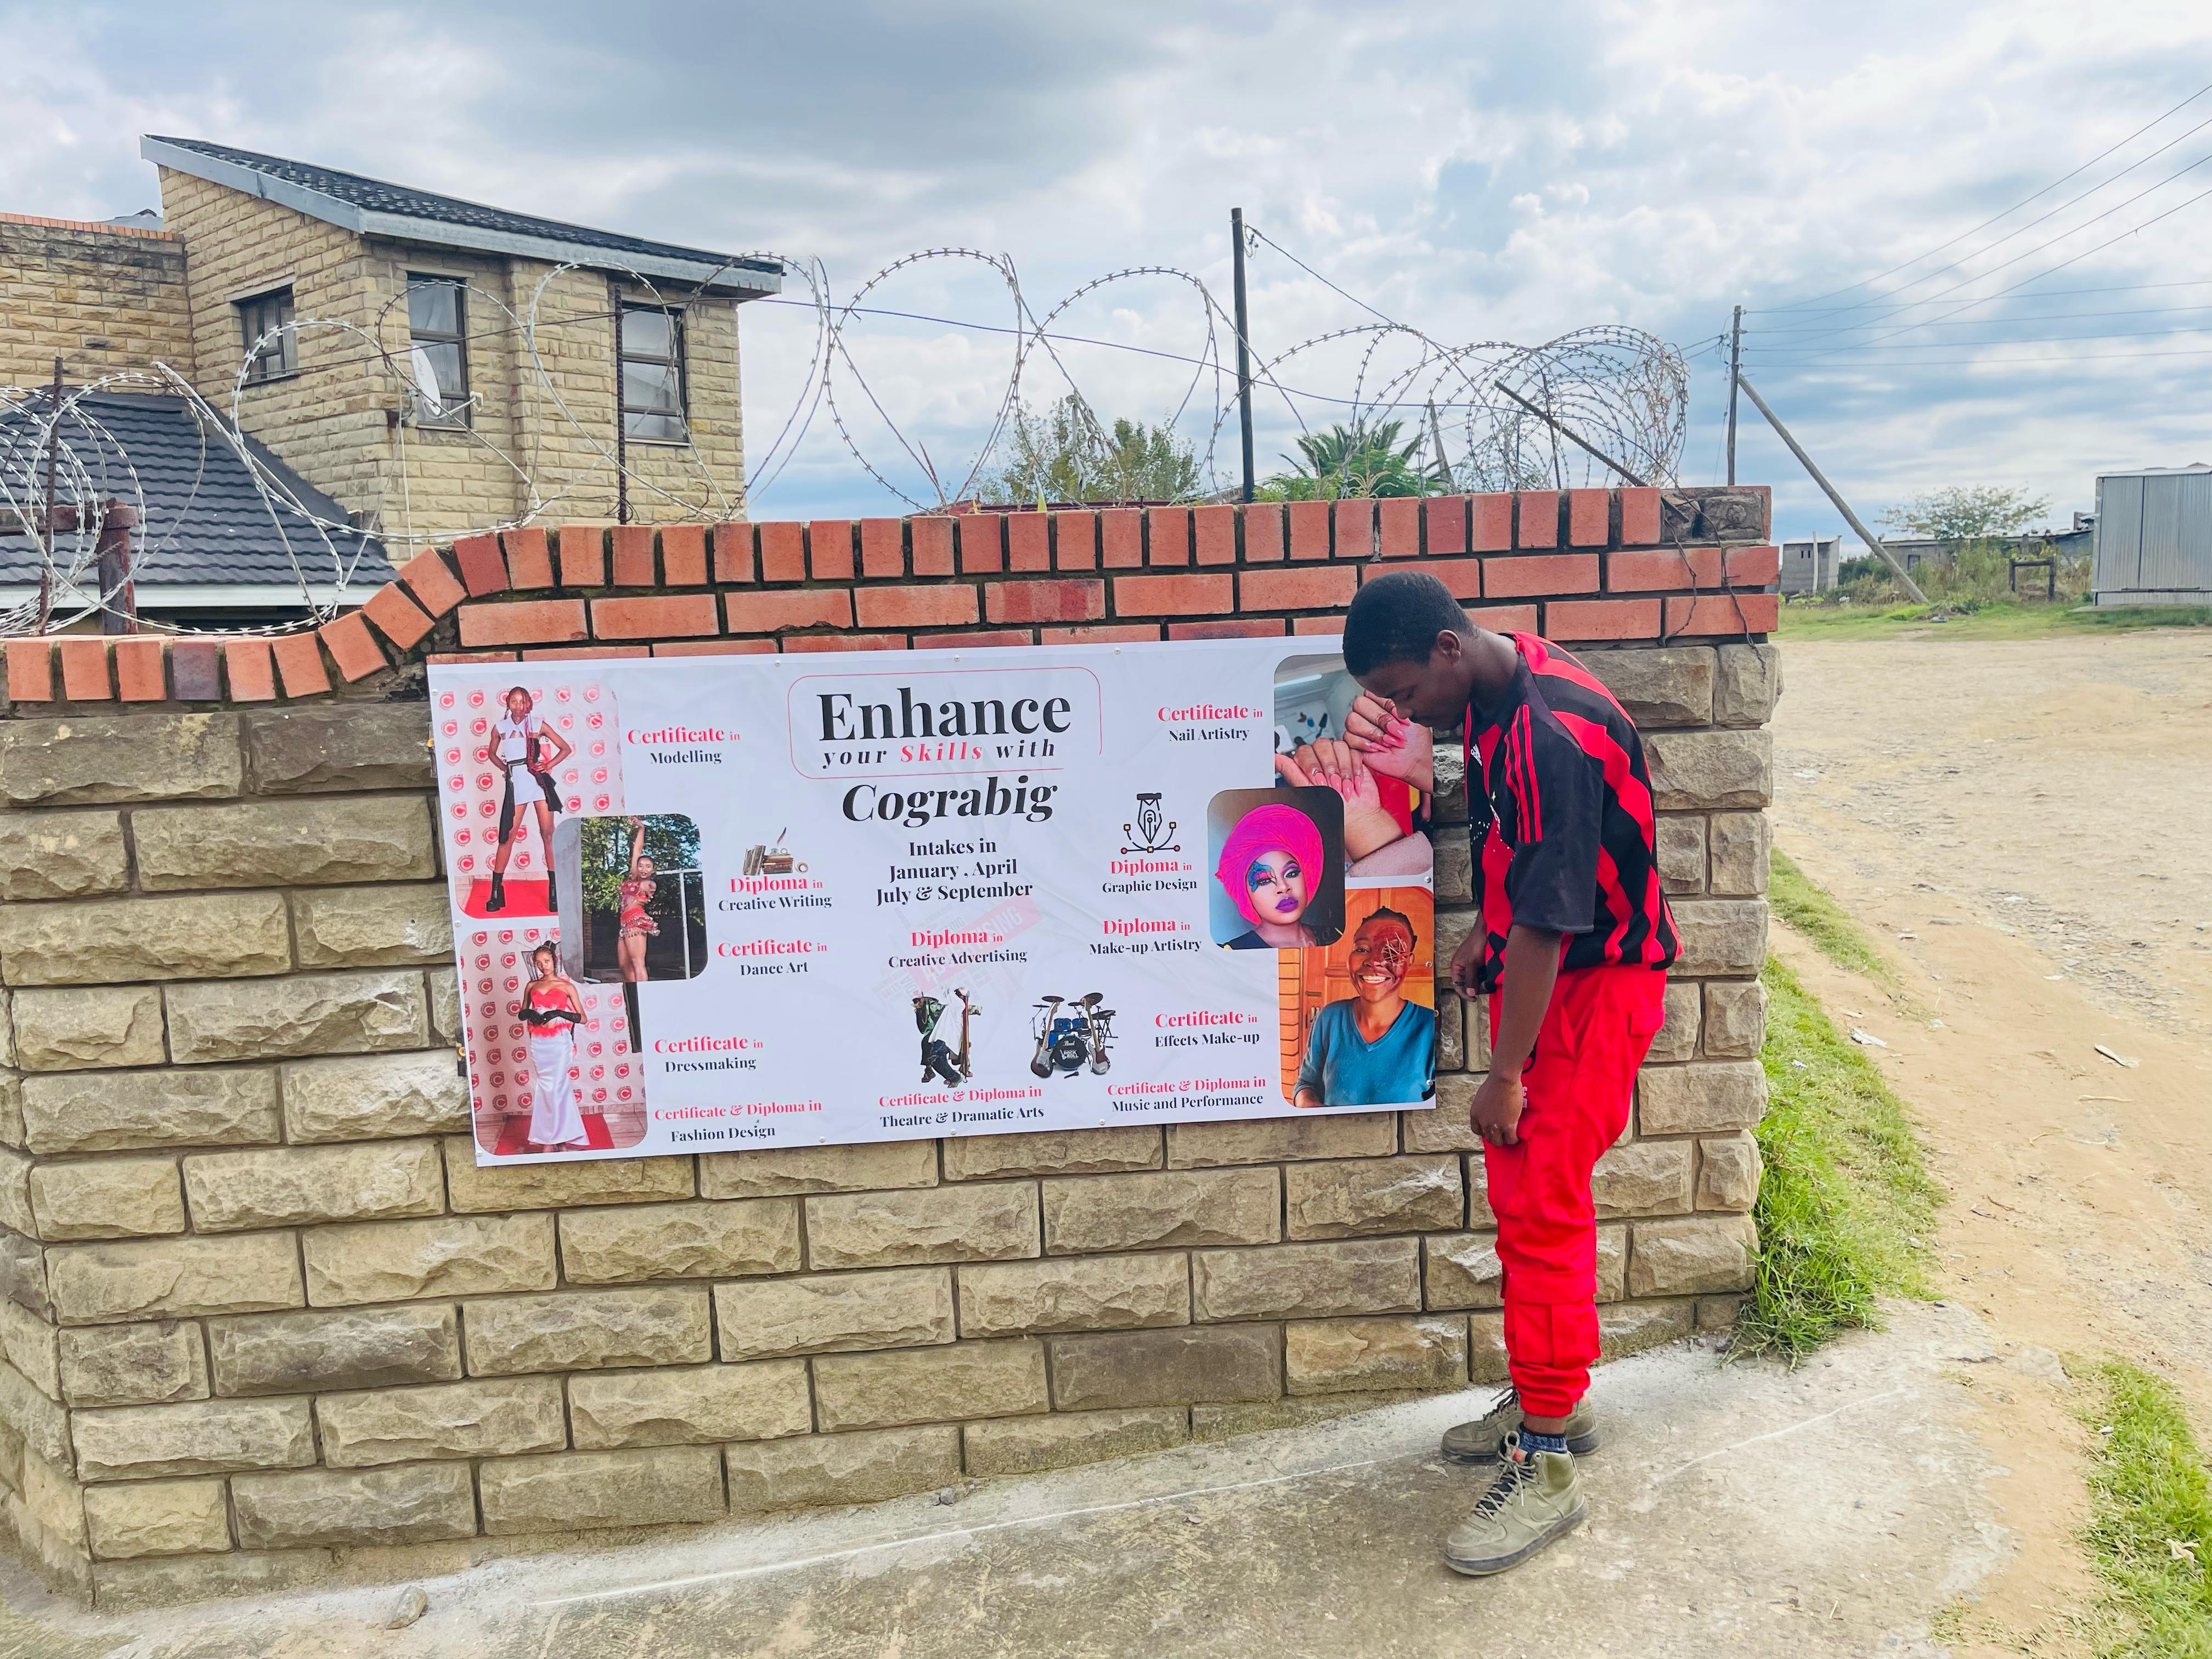 Enhance
your Skills with
Cograbig
Intakes in
January , April
July & September
Certificate in
Modelling
Diploma in
Creative Writing
Certificate in
Dance Art
Certificate in
Dressmaking
Certificate & Diploma in
Fashion Design
Diploma in
Creative Advertising
Certificate & Diploma in
Theatre & Dramatic Arts
Certificate in
Nail Artistry
Diploma in
Graphic Design
Diploma in
Make-up Artistry
Certificate in
Effects Make-up
Certificate & Diploma in
Music and Performance